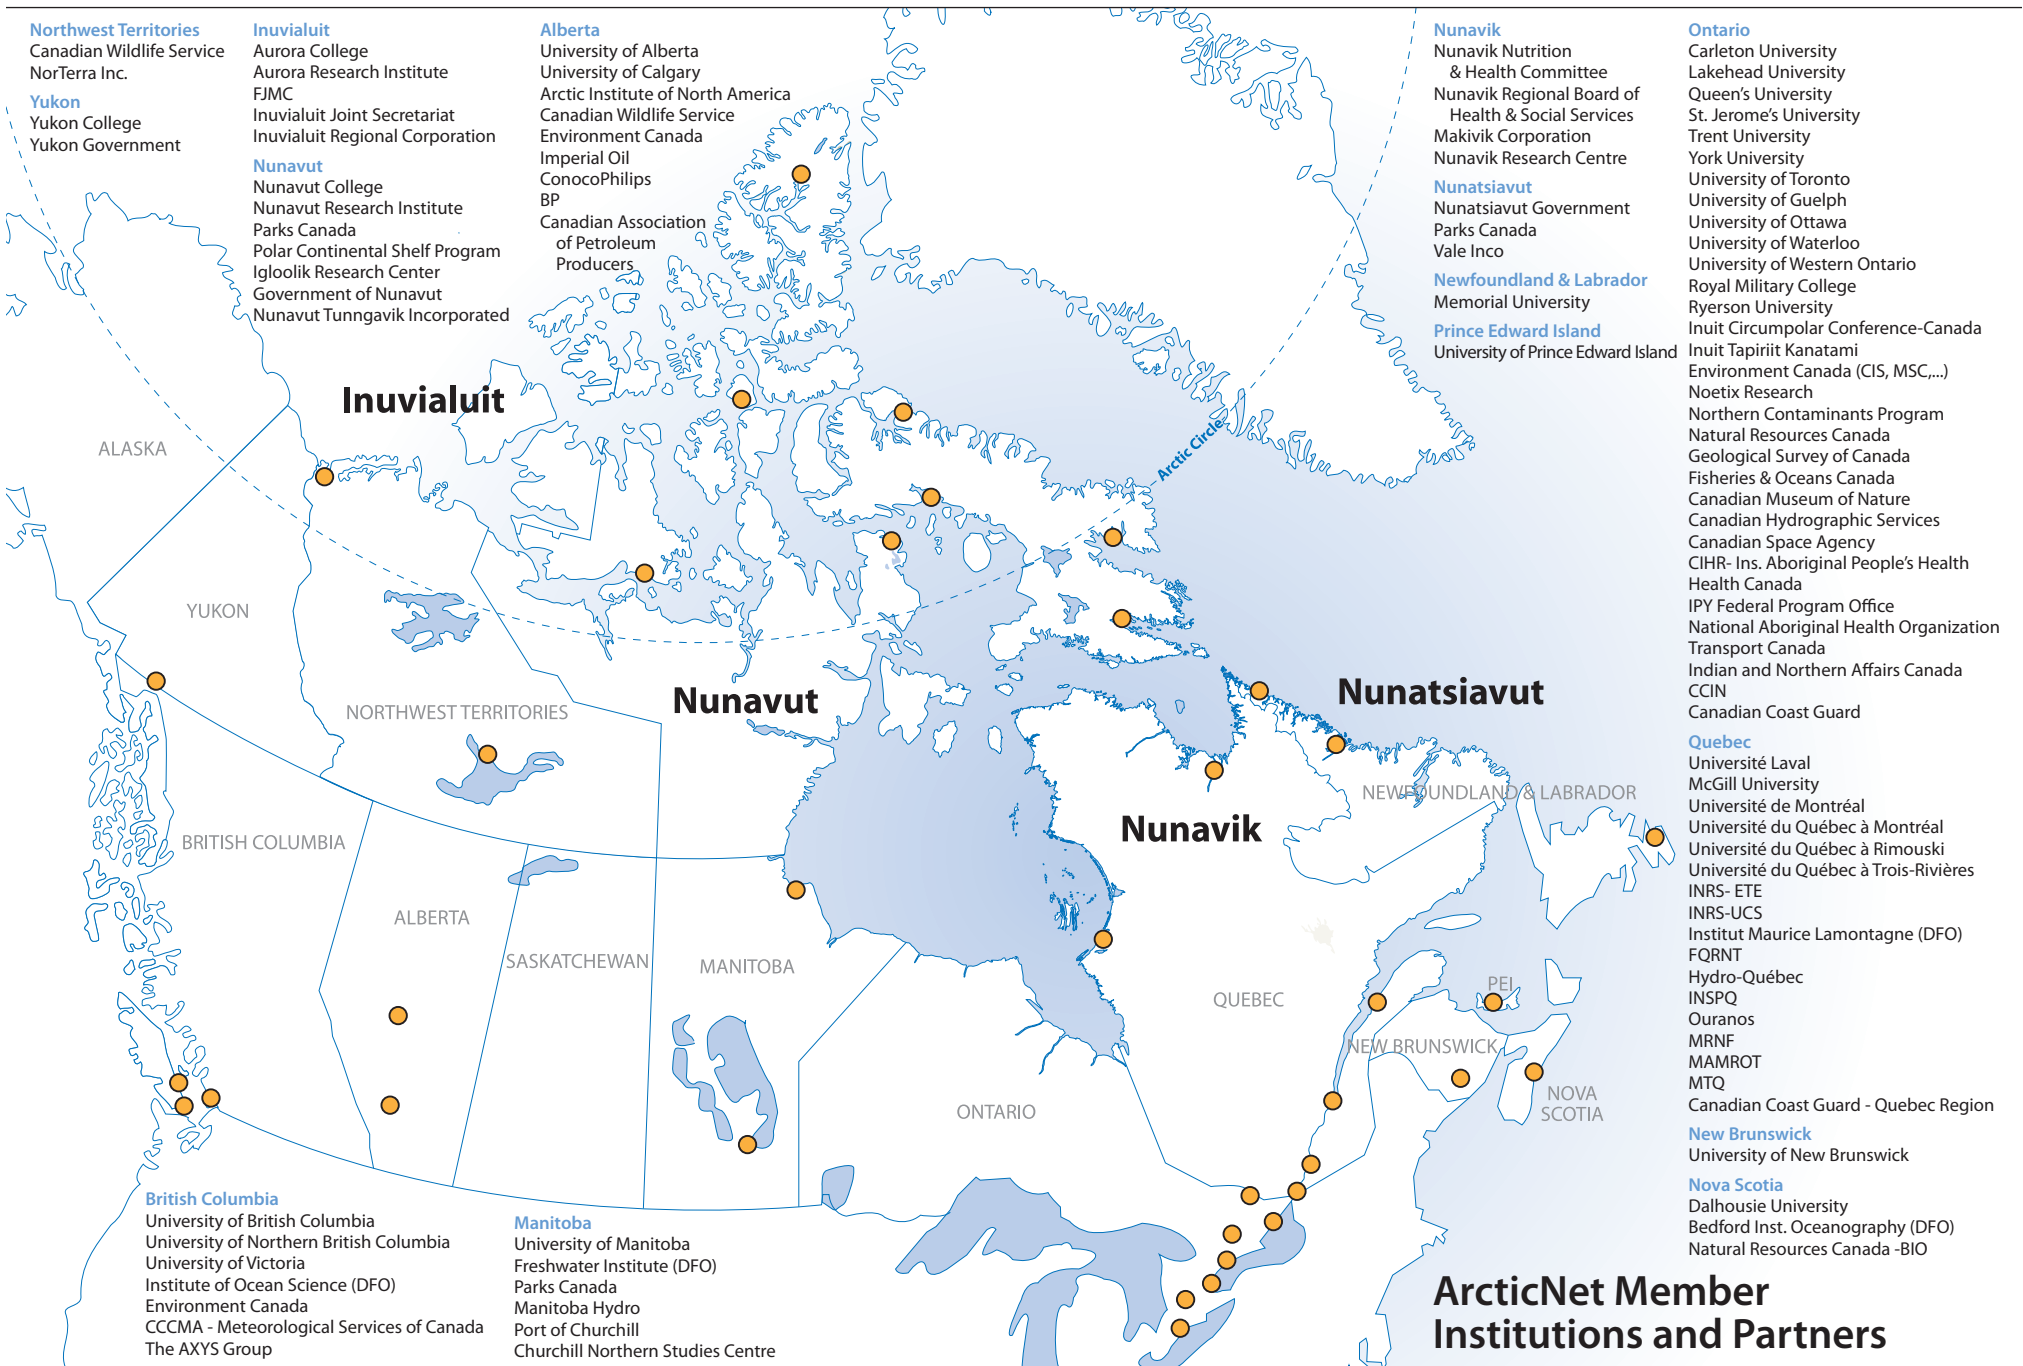 Northwest Territories
Canadian Wildlife Service
NorTerra Inc.
Yukon
Yukon College
Yukon Government
Inuvialuit
Aurora College
Aurora Research Institute
FJMC
Inuvialuit Joint Secretariat
Inuvialuit Regional Corporation
Nunavut
Nunavut College
Nunavut Research Institute
Parks Canada
Polar Continental Shelf Program
Igloolik Research Center
Government of Nunavut
Nunavut Tunngavik Incorporated
Alberta
University of Alberta
University of Calgary
Arctic Institute of North America
Canadian Wildlife Service
Environment Canada
Imperial Oil
ConocoPhilips
BP
Canadian Association
of Petroleum
Producers
Nunavik
Nunavik Nutrition
& Health Committee
Nunavik Regional Board of
Health & Social Services
Makivik Corporation
Nunavik Research Centre
Nunatsiavut
Nunatsiavut Government
Parks Canada
Vale Inco
Newfoundland & Labrador
Memorial University
Prince Edward Island
University of Prince Edward Island
Ontario
Carleton University
Lakehead University
Queen's University
St. Jerome's University
Trent University
York University
University of Toronto
University of Guelph
University of Ottawa
University of Waterloo
University of Western Ontario
Royal Military College
Ryerson University
Inuit Circumpolar Conference-Canada
Inuit Tapiriit Kanatami
Environment Canada (CIS, MSC,...)
Noetix Research
Northern Contaminants Program
Natural Resources Canada
Geological Survey of Canada
Fisheries & Oceans Canada
Canadian Museum of Nature
Canadian Hydrographic Services
Canadian Space Agency
CIHR- Ins. Aboriginal People's Health
Health Canada
IPY Federal Program Office
National Aboriginal Health Organization
Transport Canada
Indian and Northern Affairs Canada
CCIN
Canadian Coast Guard
Quebec
Université Laval
McGill University
Université de Montréal
Université du Québec à Montréal
Université du Québec à Rimouski
Université du Québec à Trois-Rivières
INRS- ETE
INRS-UCS
Institut Maurice Lamontagne (DFO)
FQRNT
Hydro-Québec
INSPQ
Ouranos
MRNF
MAMROT
MTQ
Canadian Coast Guard - Quebec Region
New Brunswick
University of New Brunswick
Nova Scotia
Dalhousie University
Bedford Inst. Oceanography (DFO)
Natural Resources Canada -BIO
Inuvialuit
ALASKA
Arctic Circle
YUKON
NORTHWEST TERRITORIES
Nunavut
Nunatsiavut
Nunavik
NEWFOUNDLAND & LABRADOR
BRITISH COLUMBIA
ALBERTA
SASKATCHEWAN
MANITOBA
QUEBEC
PEI
NEW BRUNSWICK
NOVA
SCOTIA
ONTARIO
British Columbia
University of British Columbia
University of Northern British Columbia
University of Victoria
Institute of Ocean Science (DFO)
Environment Canada
CCCMA - Meteorological Services of Canada
The AXYS Group
Manitoba
University of Manitoba
Freshwater Institute (DFO)
Parks Canada
Manitoba Hydro
Port of Churchill
Churchill Northern Studies Centre
ArcticNet Member
Institutions and Partners